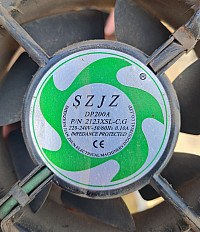 SZJZ
DP200A
P/N 2123XSL-C.G
220-240V~50/60Hz 0.18A
IMPEDANCE PROTECTED